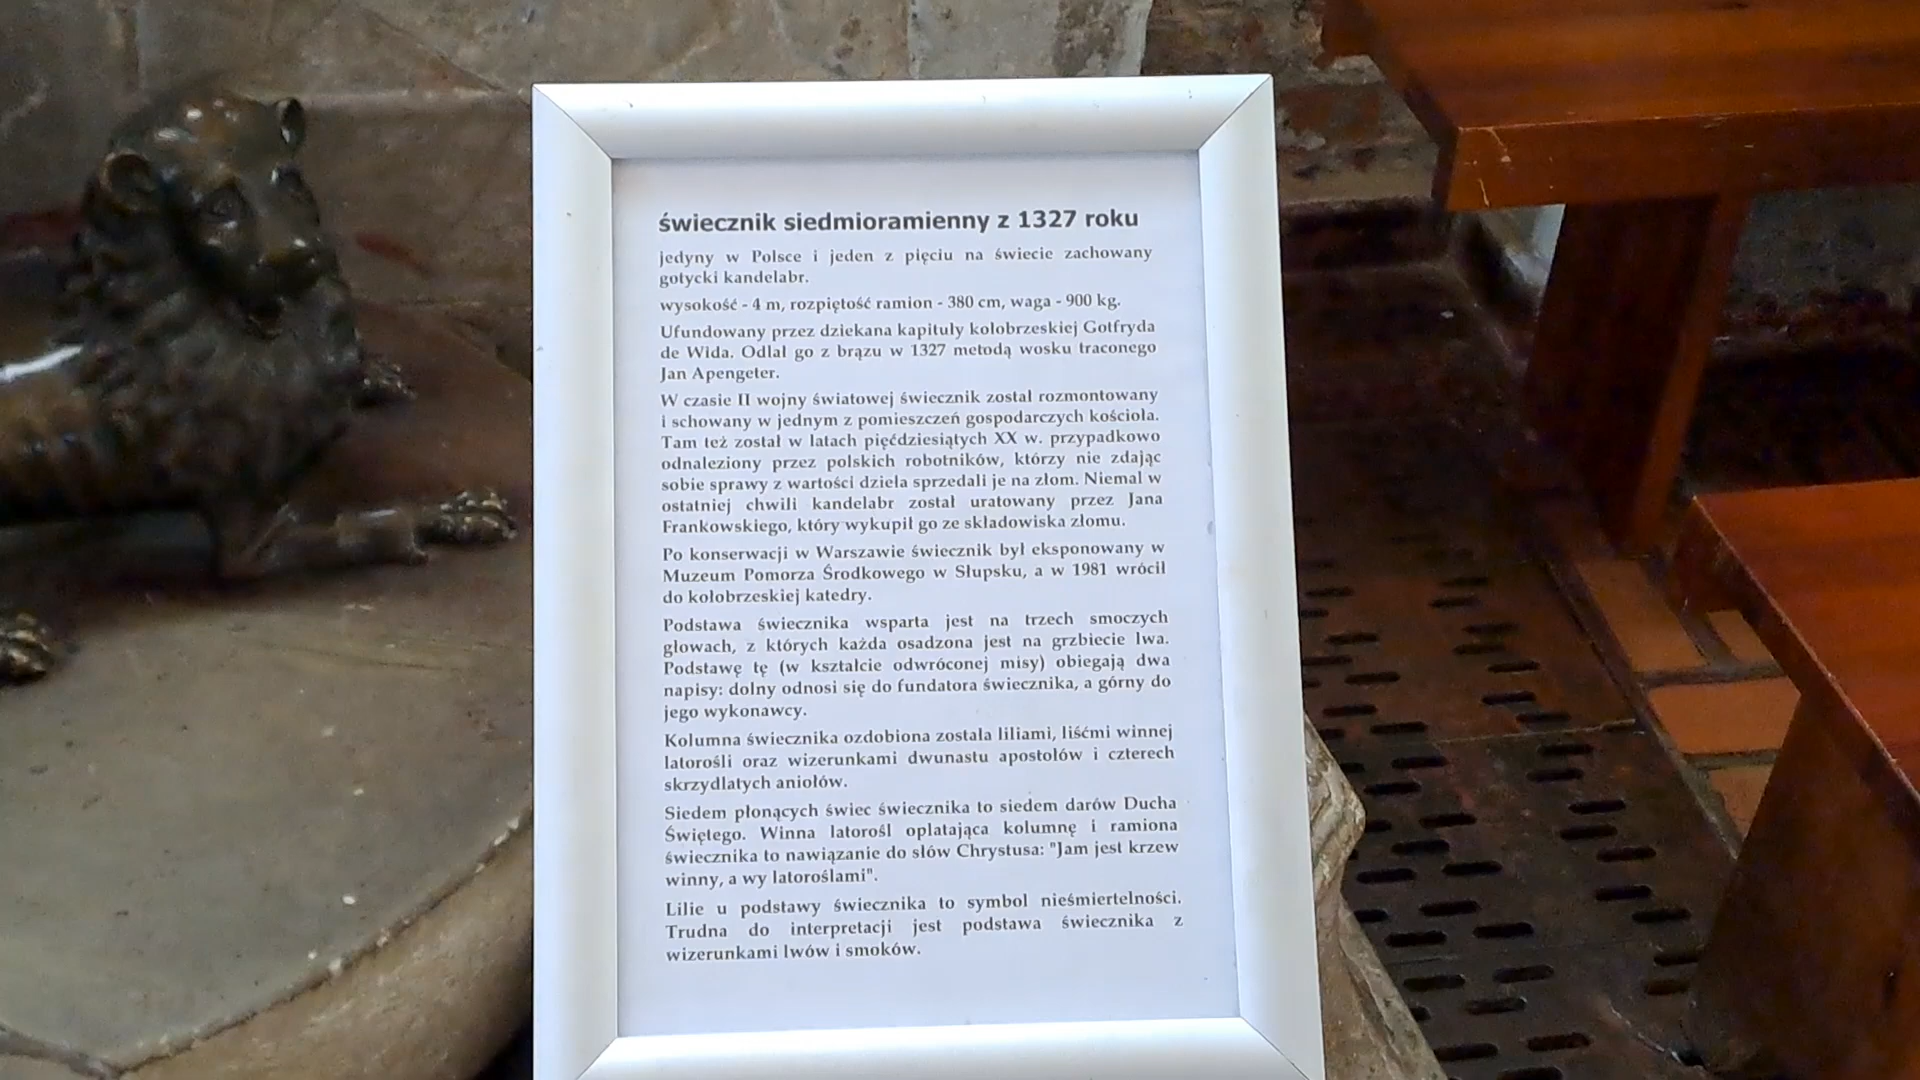 świecznik siedmioramienny z 1327 roku
jedyny w Polsce i jeden z pięciu na świecie zachowany
gotycki kandelabr.
wysokość - 4 m, rozpiętość ramion - 380 cm, waga - 900 kg.
Ufundowany przez dziekana kapituły kołobrzeskiej Gotfryda
de Wida. Odlał go z brązu w 1327 metodą wosku traconego
Jan Apengeter.
W czasie II wojny światowej świecznik został rozmontowany
i schowany w jednym z pomieszczeń gospodarczych kościoła.
Tam też został w latach pięćdziesiątych XX w. przypadkowo
odnaleziony przez polskich robotników, którzy nie zdając
sobie sprawy z wartości dzieła sprzedali je na złom. Niemal w
ostatniej chwili kandelabr został uratowany przez Jana
Frankowskiego, który wykupił go ze składowiska złomu.
Po konserwacji w Warszawie świecznik był eksponowany w
Muzeum Pomorza Środkowego w Słupsku, a w 1981 wrócił
do kołobrzeskiej katedry.
Podstawa świecznika wsparta jest na trzech smoczych
głowach, z których każda osadzona jest na grzbiecie lwa.
Podstawę tę (w kształcie odwróconej misy) obiegają dwa
napisy: dolny odnosi się do fundatora świecznika, a górny do
jego wykonawcy.
Kolumna świecznika ozdobiona została liliami, liśćmi winnej
latorośli oraz wizerunkami dwunastu apostołów i czterech
skrzydlatych aniołów.
Siedem płonących świec świecznika to siedem darów Ducha
Świętego. Winna latorośl oplatająca kolumnę i ramiona
świecznika to nawiązanie do słów Chrystusa: "Jam jest krzew
winny, a wy latoroślami".
Lilie u podstawy świecznika to symbol nieśmiertelności.
Trudna do interpretacji jest podstawa świecznika z
wizerunkami lwów i smoków.